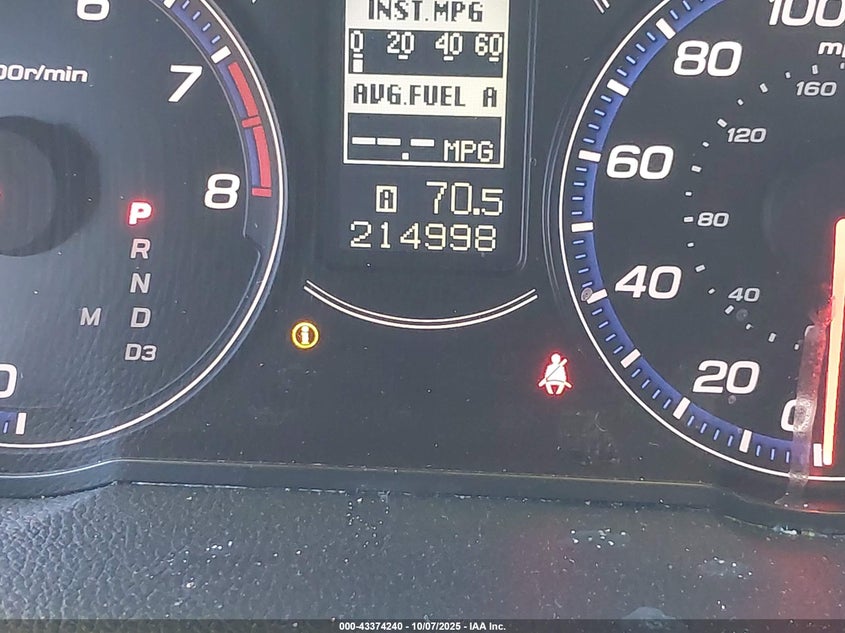 6
00r/min
7
8
P
R
N
M D
D3
0
INST.MPG
0 20 40 60
AVG.FUEL A
--.- MPG
A 70.5
214998
100
80
60
40
20
0
mp
160
120
80
40
000-43374240 - 10/07/2025 - IAA Inc.